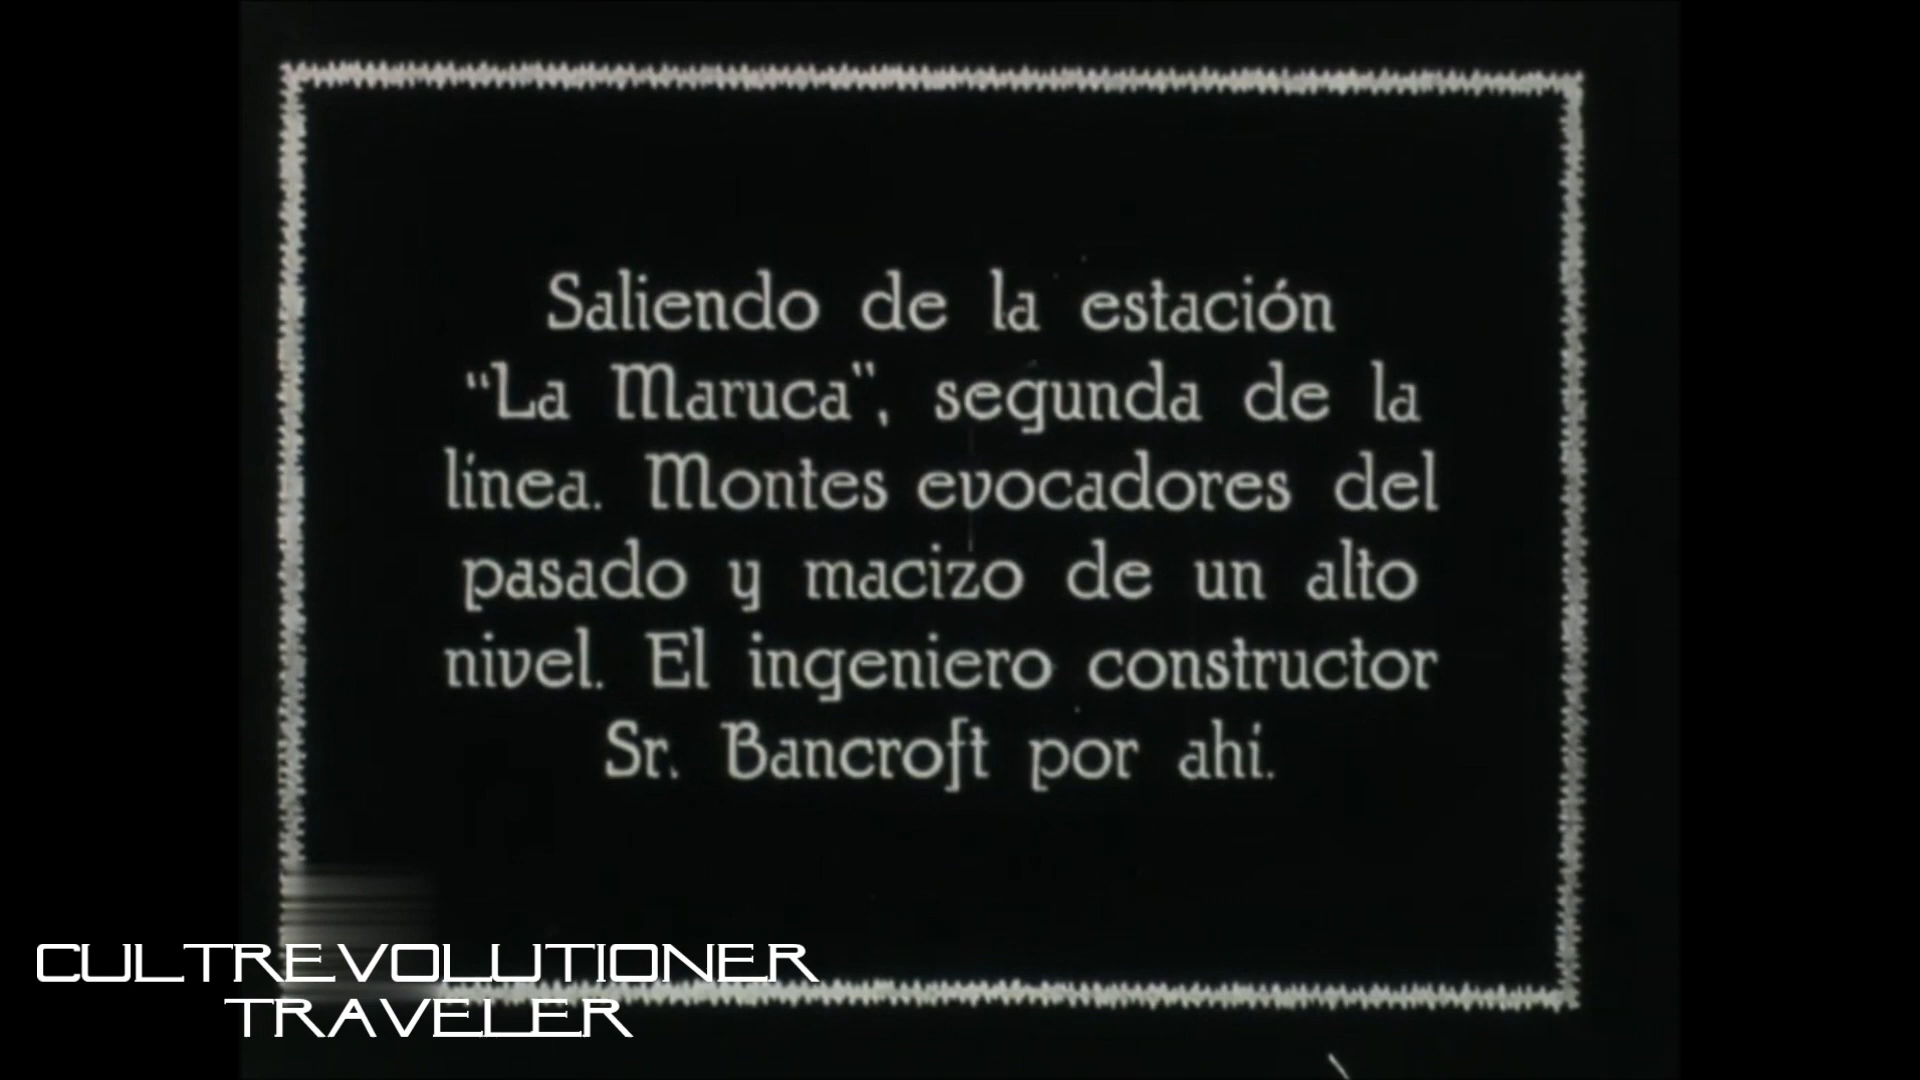 Saliendo de la estación
"La Maruca", segunda de la
línea. Montes evocadores del
pasado y macizo de un alto
nivel. El ingeniero constructor
Sr. Bancroft por ahí.
CULTREVOLUTIONER
TRAVELER